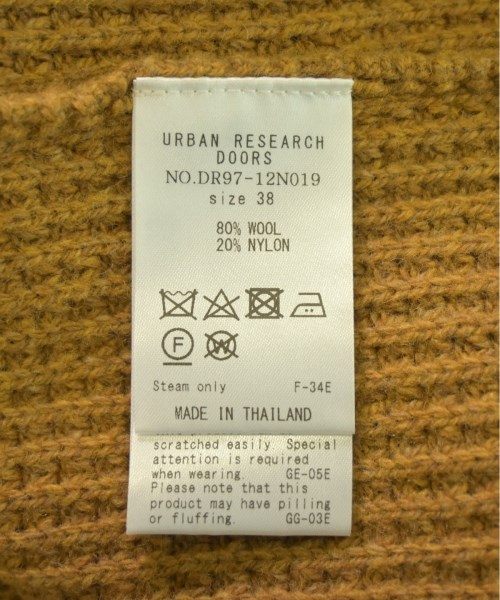 URBAN RESEARCH
DOORS
NO.DR97-12N019
size 38
80% WOOL
20% NYLON
F
W
Steam only F-34E
MADE IN THAILAND
scratched easily. Special
attention is required
when wearing. GE-05E
Please note that this
product may have pilling
or fluffing. GG-03E